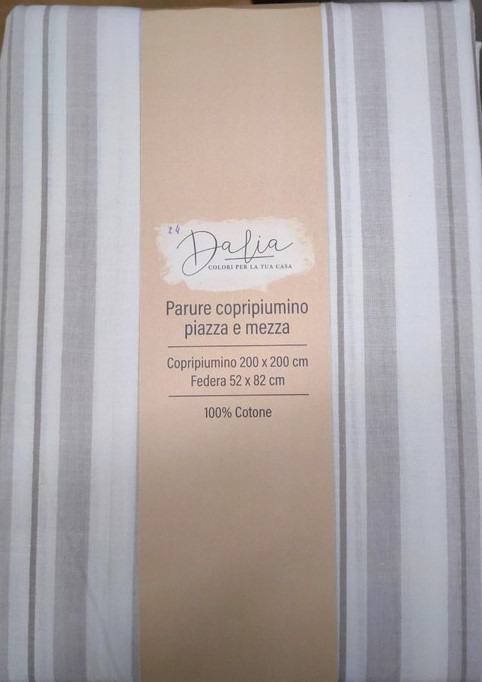 24
Dalia
COLORI PER LA TUA CASA
Parure copripiumino
piazza e mezza
Copripiumino 200 x 200 cm
Federa 52 x 82 cm
100% Cotone